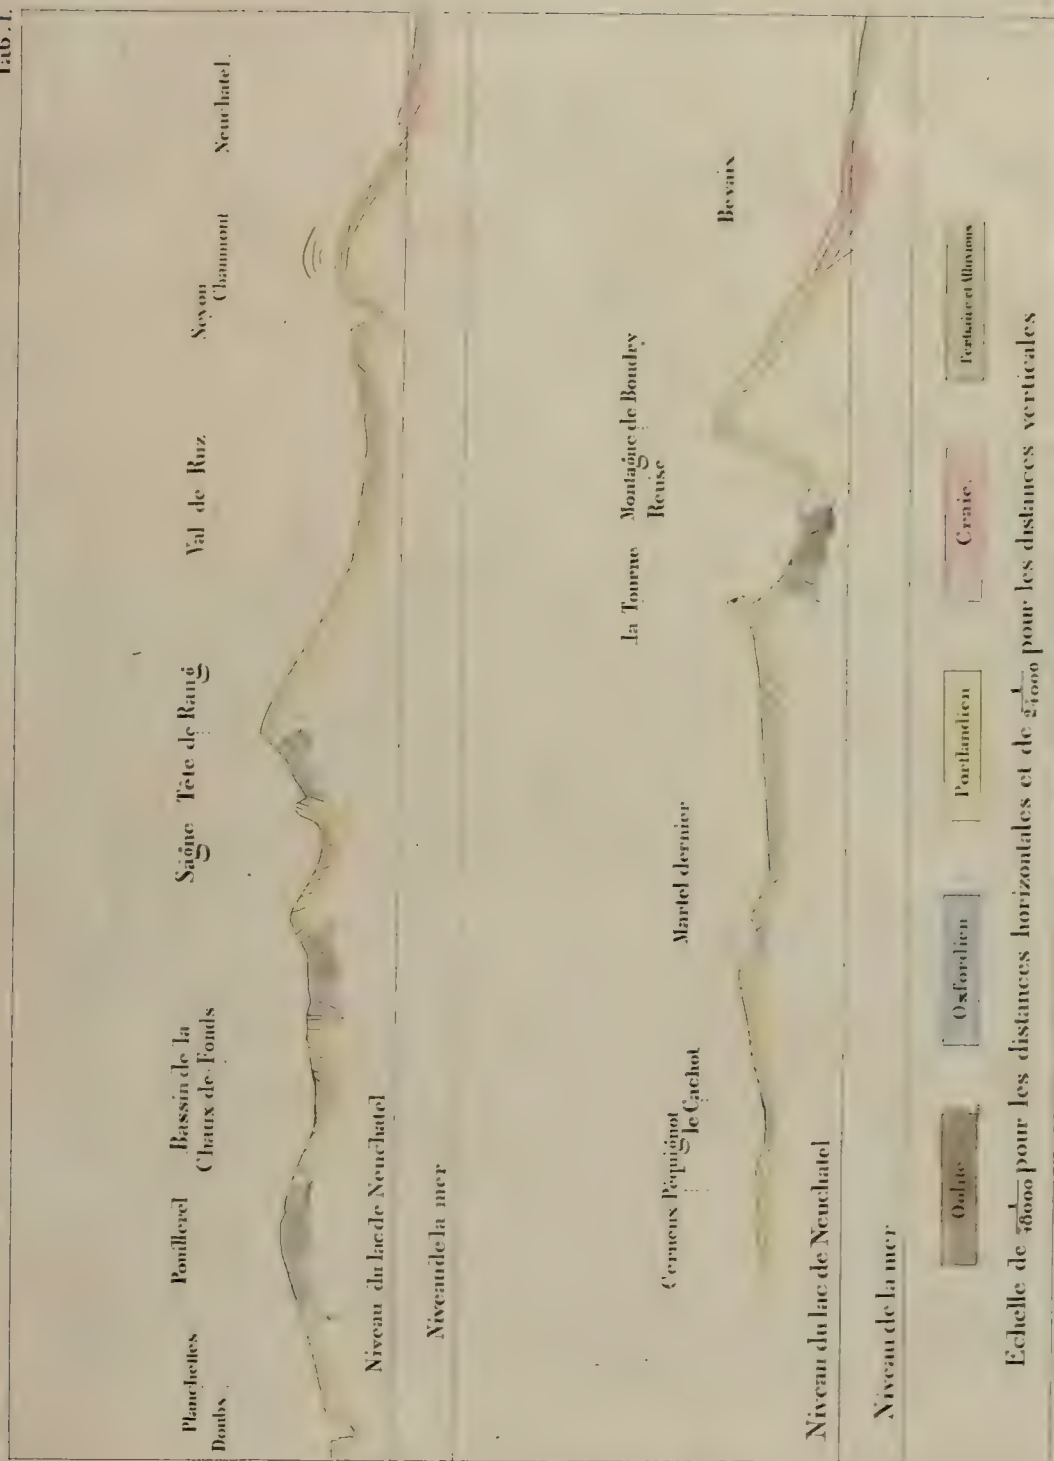 Tab. I.
Planchettes
Doubs.
Pouillerel
Bassin de la
Chaux-de-Fonds
Sagne
Tête de Rang
Val de Ruz
Seyon
Chaumont
Neuchatel.
Niveau du lac de Neuchatel
Niveau de la mer
Cerneux Péquignot
le Cachot
Martel dernier
la Tourne
Montagne de Boudry
Reuse
Bevaix
Niveau du lac de Neuchatel
Niveau de la mer
Oolite
Oxfordien
Portlandien
Craie.
Tertiaire et Alluvions
Echelle de pour les distances horizontales et de 1/24000 pour les distances verticales